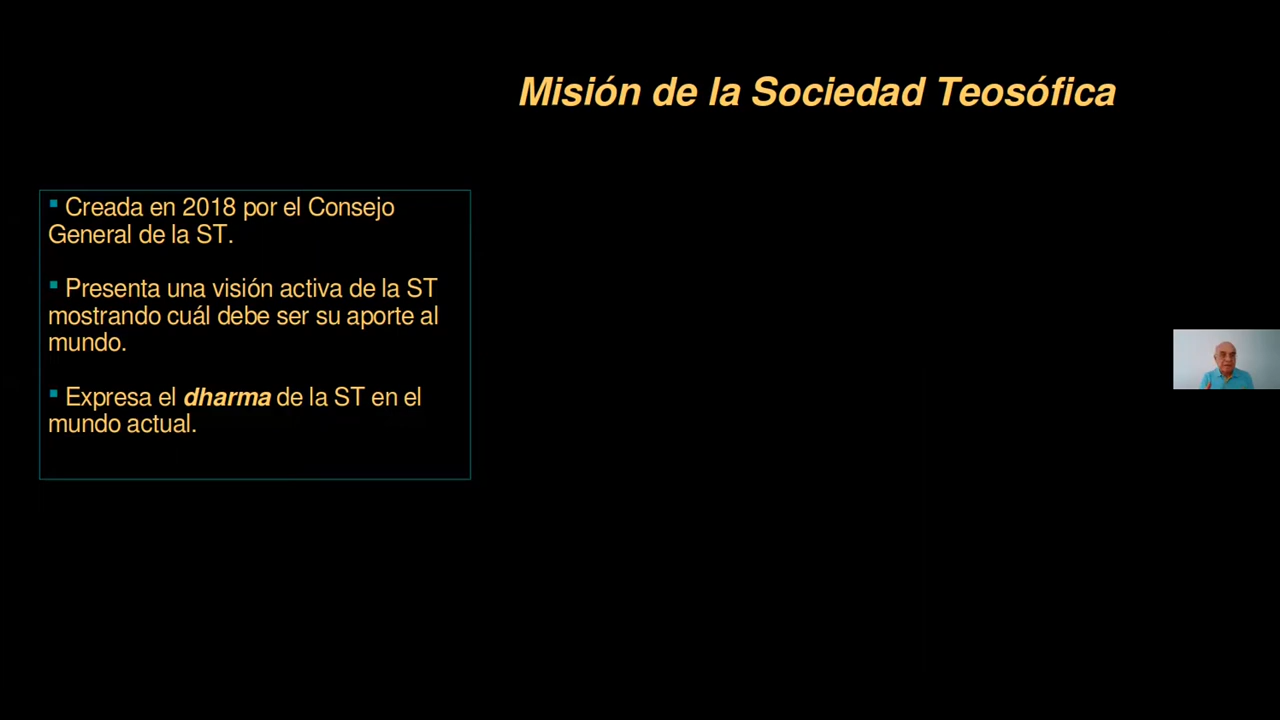 Misión de la Sociedad Teosófica
▪ Creada en 2018 por el Consejo
General de la ST.
▪ Presenta una visión activa de la ST
mostrando cuál debe ser su aporte al
mundo.
▪ Expresa el dharma de la ST en el
mundo actual.